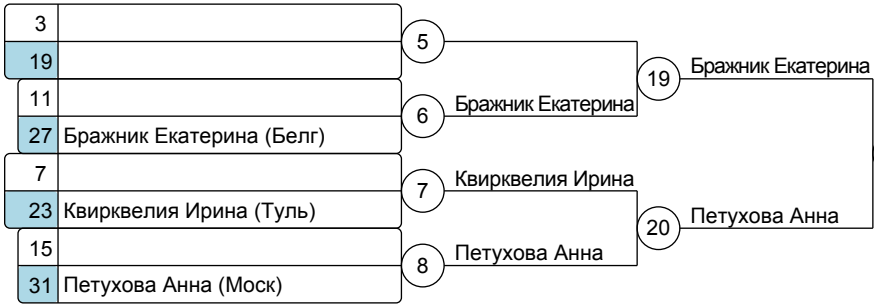 3
5
19
Бражник Екатерина
19
11
Бражник Екатерина
6
27 Бражник Екатерина (Белг)
7
Квирквелия Ирина
7
23 Квирквелия Ирина (Туль)
Петухова Анна
20
15
Петухова Анна
8
31 Петухова Анна (Моск)